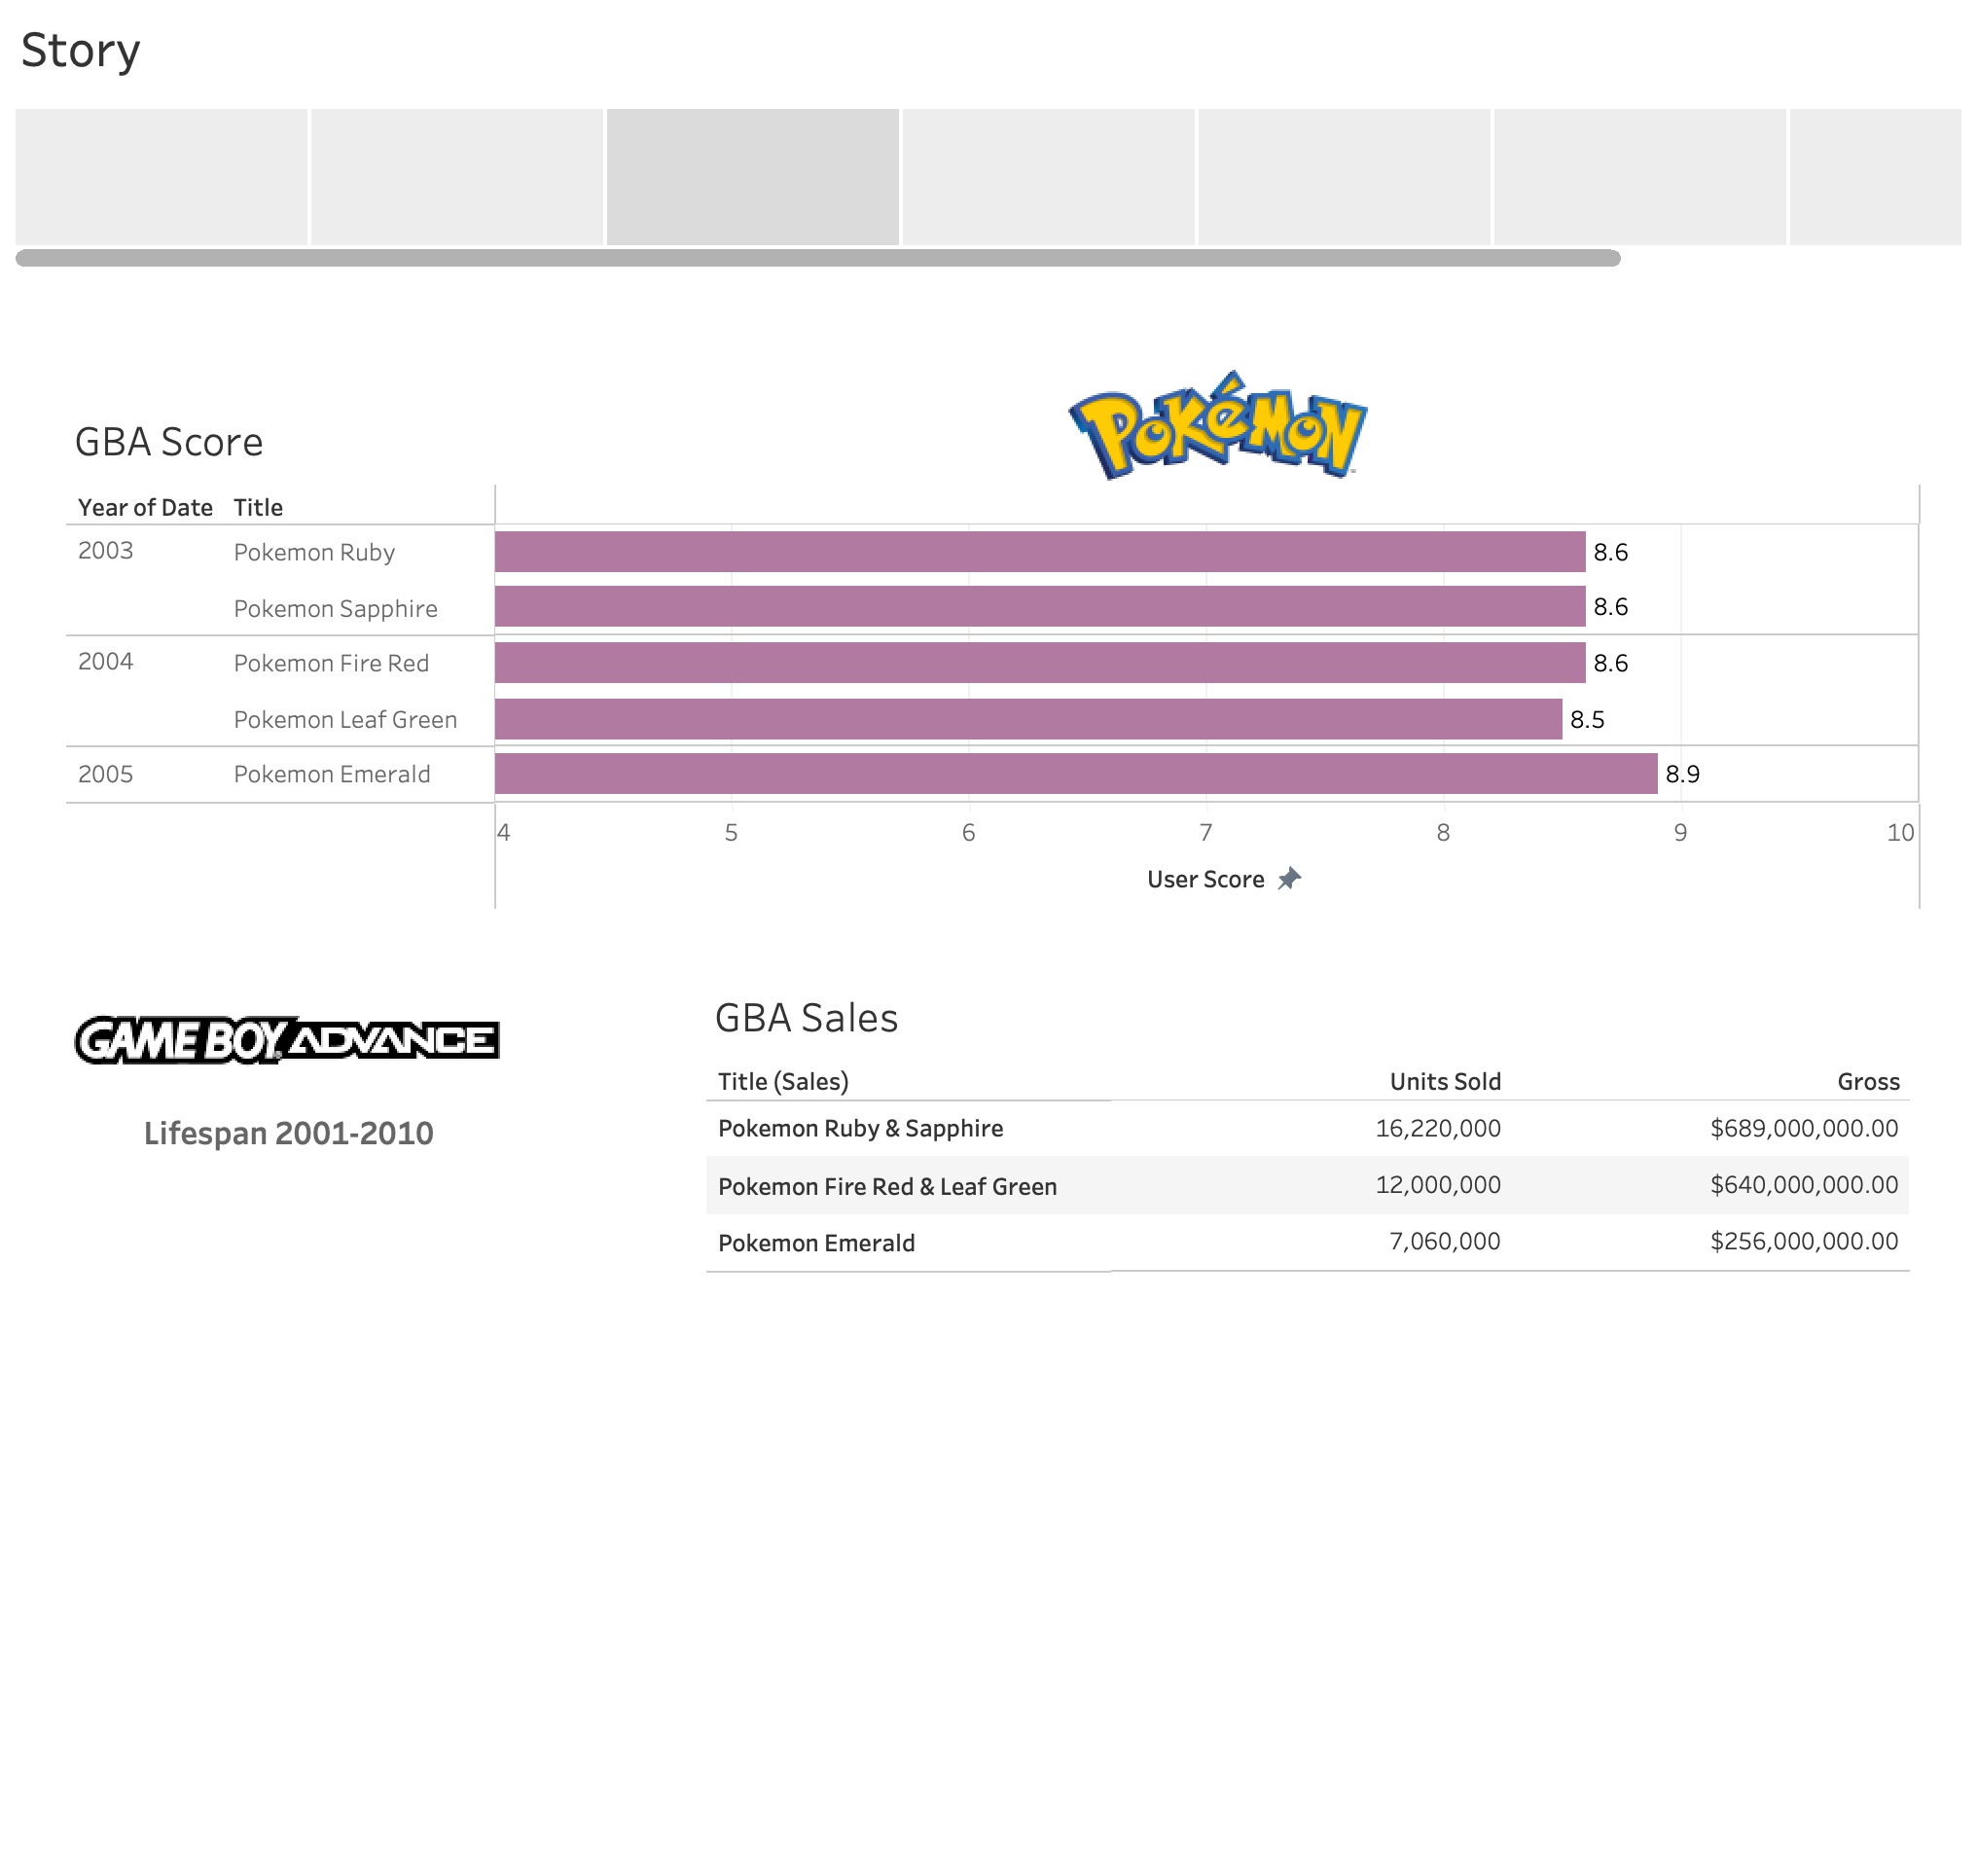 Story
POKéMON
GBA Score
Year of Date Title
2003 Pokemon Ruby 8.6
Pokemon Sapphire 8.6
2004 Pokemon Fire Red 8.6
Pokemon Leaf Green 8.5
2005 Pokemon Emerald 8.9
4 5 6 7 8 9 10
User Score
GAME BOY ADVANCE
Lifespan 2001-2010
GBA Sales
Title (Sales) Units Sold Gross
Pokemon Ruby & Sapphire 16,220,000 $689,000,000.00
Pokemon Fire Red & Leaf Green 12,000,000 $640,000,000.00
Pokemon Emerald 7,060,000 $256,000,000.00